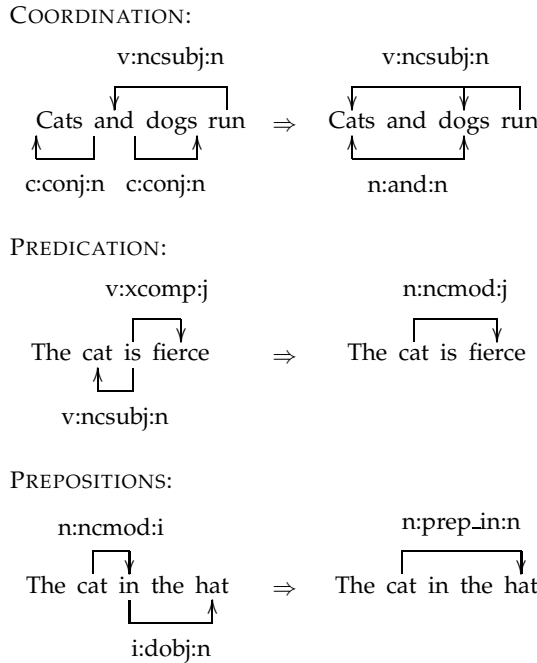 COORDINATION:
v:ncsubj:n v:ncsubj:n
Cats and dogs run ⇒ Cats and dogs run
c:conj:n c:conj:n n:and:n
PREDICATION:
v:xcomp:j n:ncmod:j
The cat is fierce ⇒ The cat is fierce
v:ncsubj:n
PREPOSITIONS:
n:ncmod:i n:prep_in:n
The cat in the hat ⇒ The cat in the hat
i:dobj:n